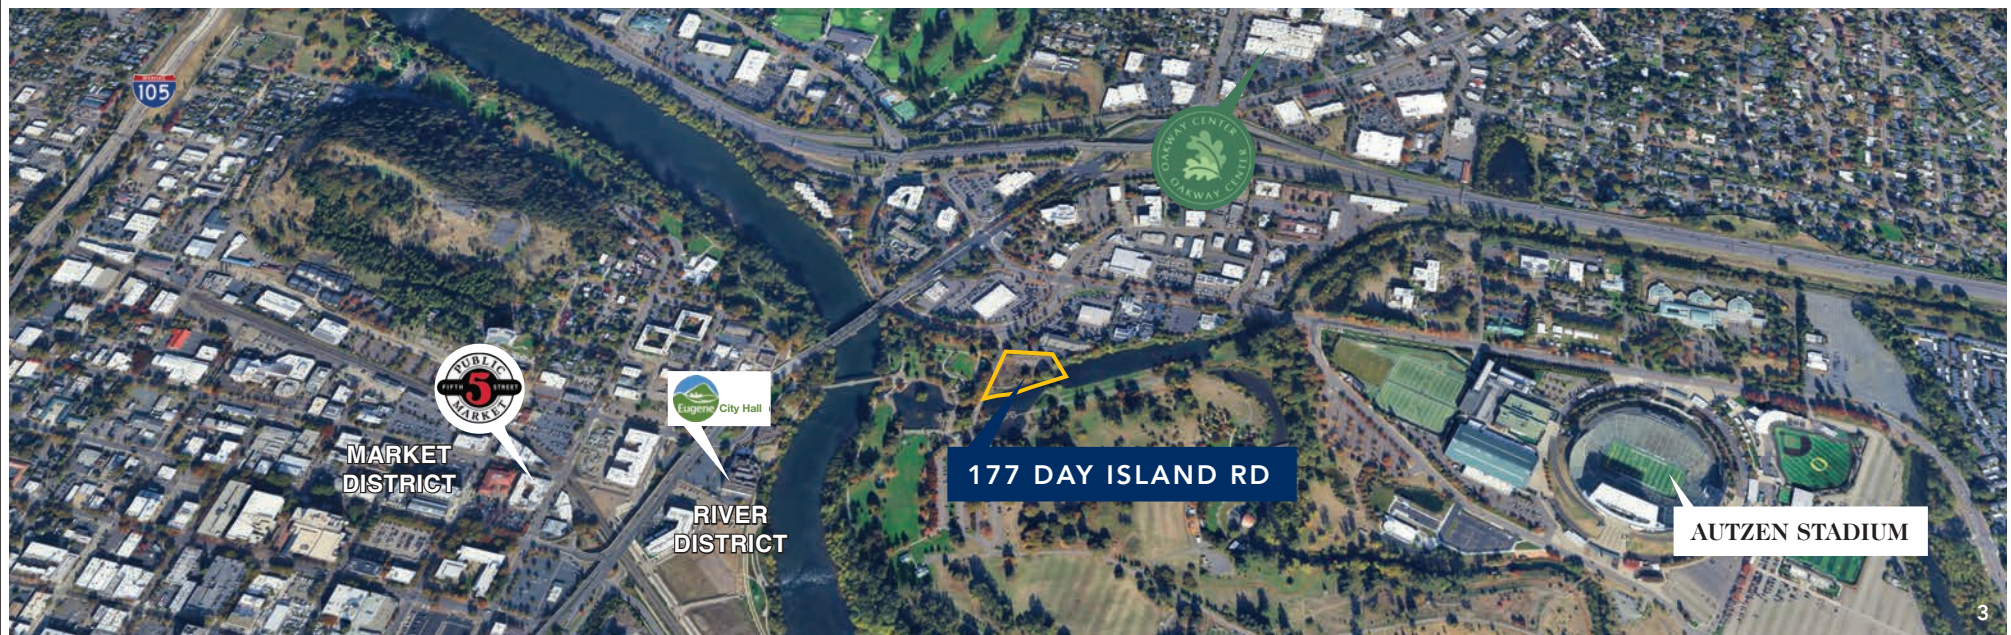 105
OAKWAY CENTER
OAKWAY CENTER
PUBLIC
FIFTH 5 STREET
MARKET
Eugene City Hall
MARKET
DISTRICT
177 DAY ISLAND RD
RIVER
DISTRICT
AUTZEN STADIUM
3